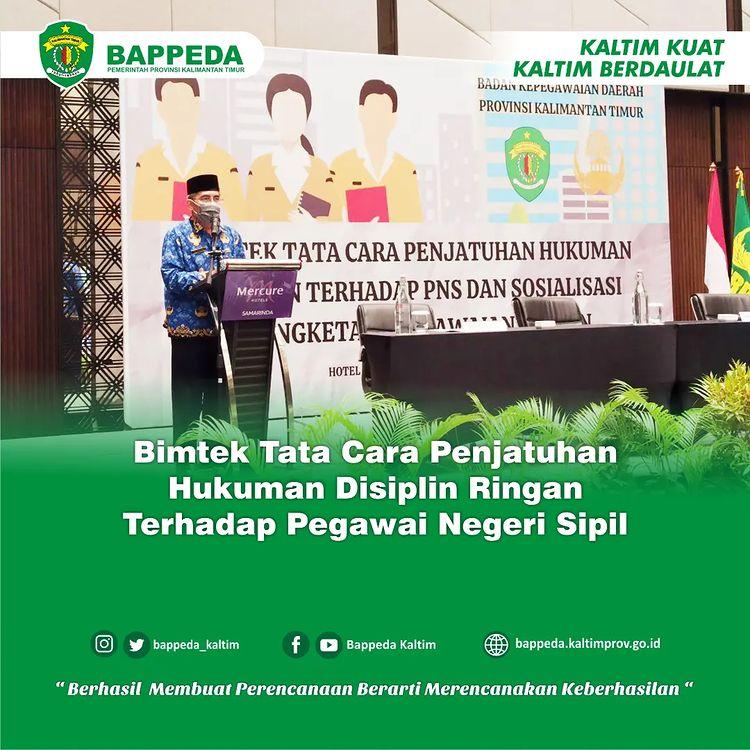 BAPPEDA
PEMERINTAH PROVINSI KALIMANTAN TIMUR
KALTIM KUAT
KALTIM BERDAULAT
BADAN KEPEGAWAIAN DAERAH
PROVINSI KALIMANTAN TIMUR
TEK TATA CARA PENJATUHAN HUKUMAN
N TERHADAP PNS DAN SOSIALISASI
NGKETA
HOTEL
Mercure
HOTELS
SAMARINDA
Bimtek Tata Cara Penjatuhan
Hukuman Disiplin Ringan
Terhadap Pegawai Negeri Sipil
bappeda_kaltim
Bappeda Kaltim
bappeda.kaltimprov.go.id
“ Berhasil Membuat Perencanaan Berarti Merencanakan Keberhasilan “